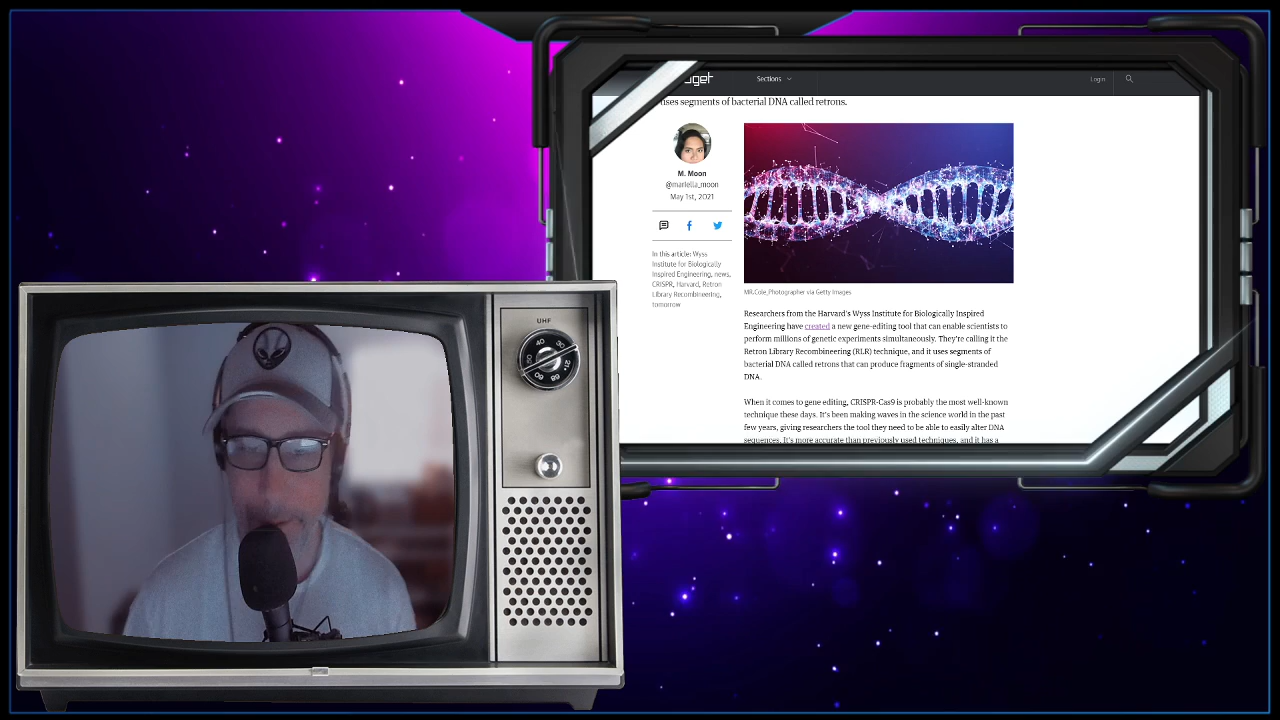 Sections
Login
uses segments of bacterial DNA called retrons.
M. Moon
@mariella_moon
May 1st, 2021
In this article: Wyss
Institute for Biologically
Inspired Engineering, news,
CRISPR, Harvard, Retron
Library Recombineering,
tomorrow
MR.Cole_Photographer via Getty Images
Researchers from the Harvard's Wyss Institute for Biologically Inspired
Engineering have created a new gene-editing tool that can enable scientists to
perform millions of genetic experiments simultaneously. They're calling it the
Retron Library Recombineering (RLR) technique, and it uses segments of
bacterial DNA called retrons that can produce fragments of single-stranded
DNA.
When it comes to gene editing, CRISPR-Cas9 is probably the most well-known
technique these days. It's been making waves in the science world in the past
few years, giving researchers the tool they need to be able to easily alter DNA
sequences. It's more accurate than previously used techniques, and it has a
UHF
40
30
50
21
60
68